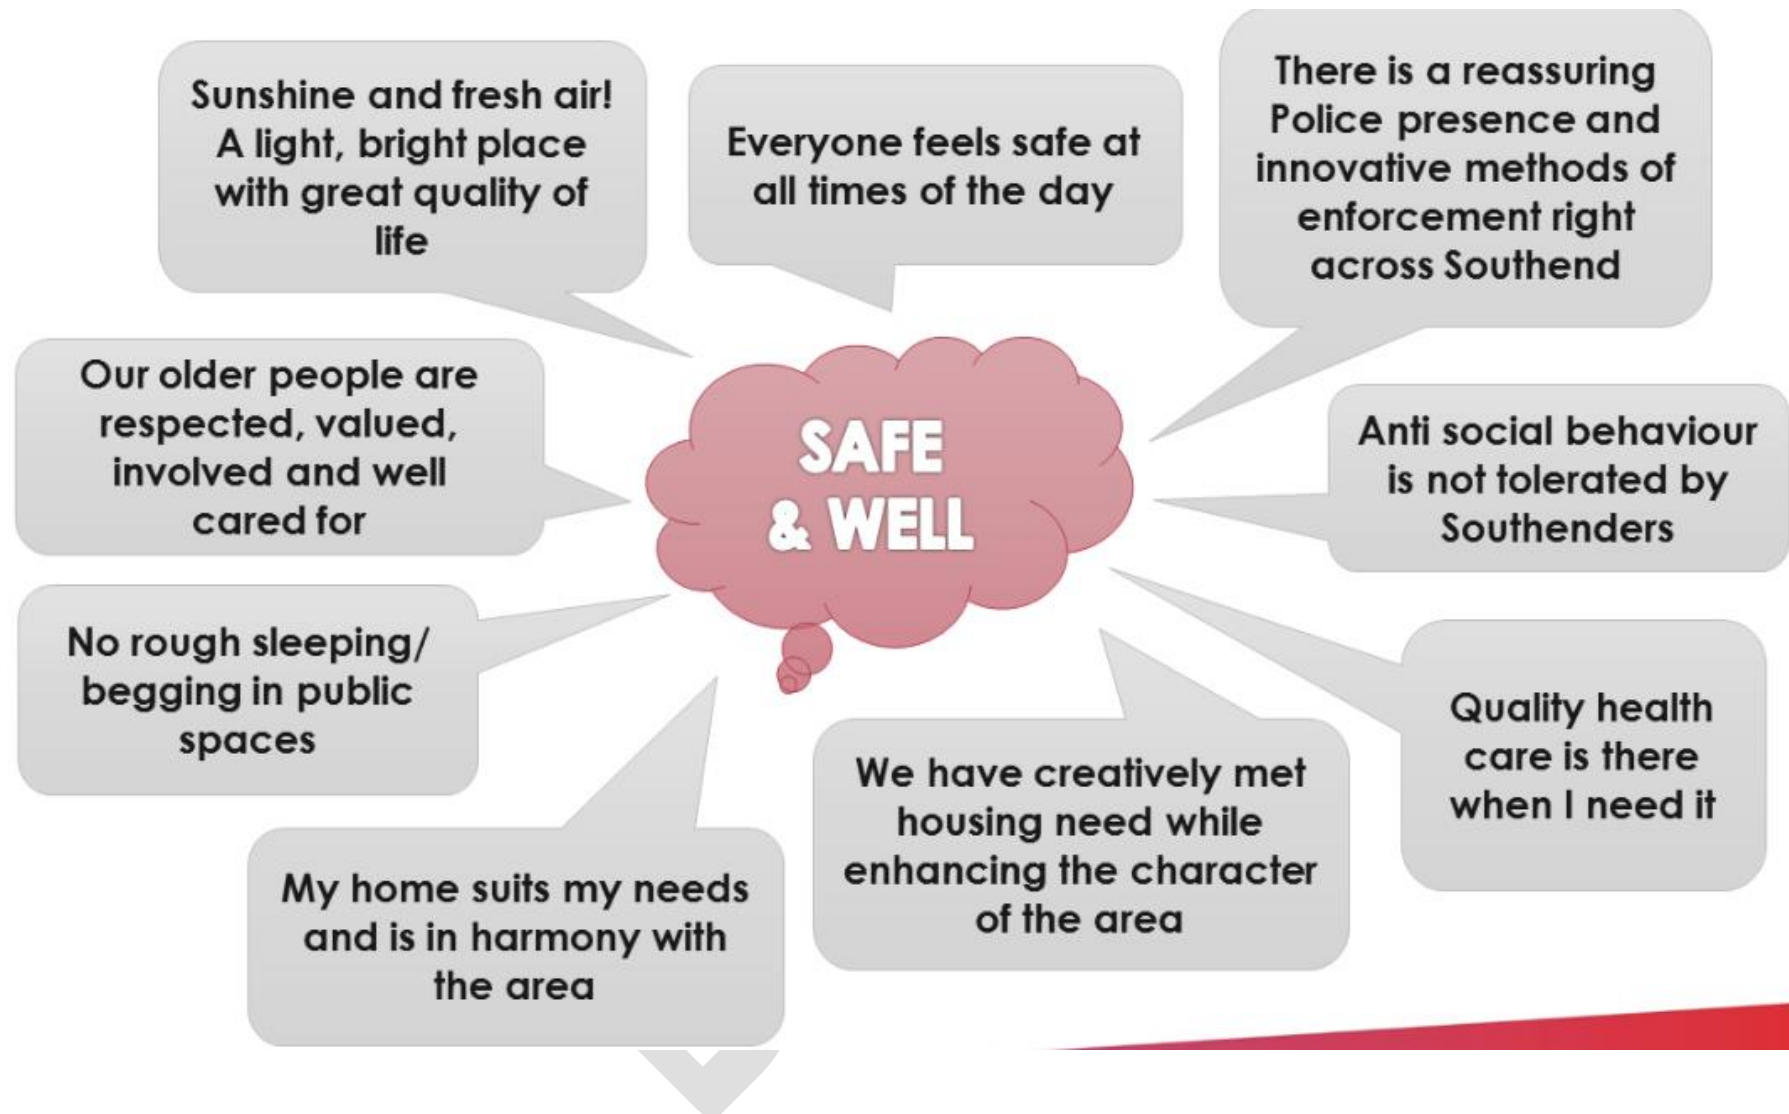 Sunshine and fresh air!
A light, bright place
with great quality of
life
Everyone feels safe at
all times of the day
There is a reassuring
Police presence and
innovative methods of
enforcement right
across Southend
Our older people are
respected, valued,
involved and well
cared for
SAFE
& WELL
Anti social behaviour
is not tolerated by
Southenders
No rough sleeping/
begging in public
spaces
Quality health
care is there
when I need it
We have creatively met
housing need while
enhancing the character
of the area
My home suits my needs
and is in harmony with
the area